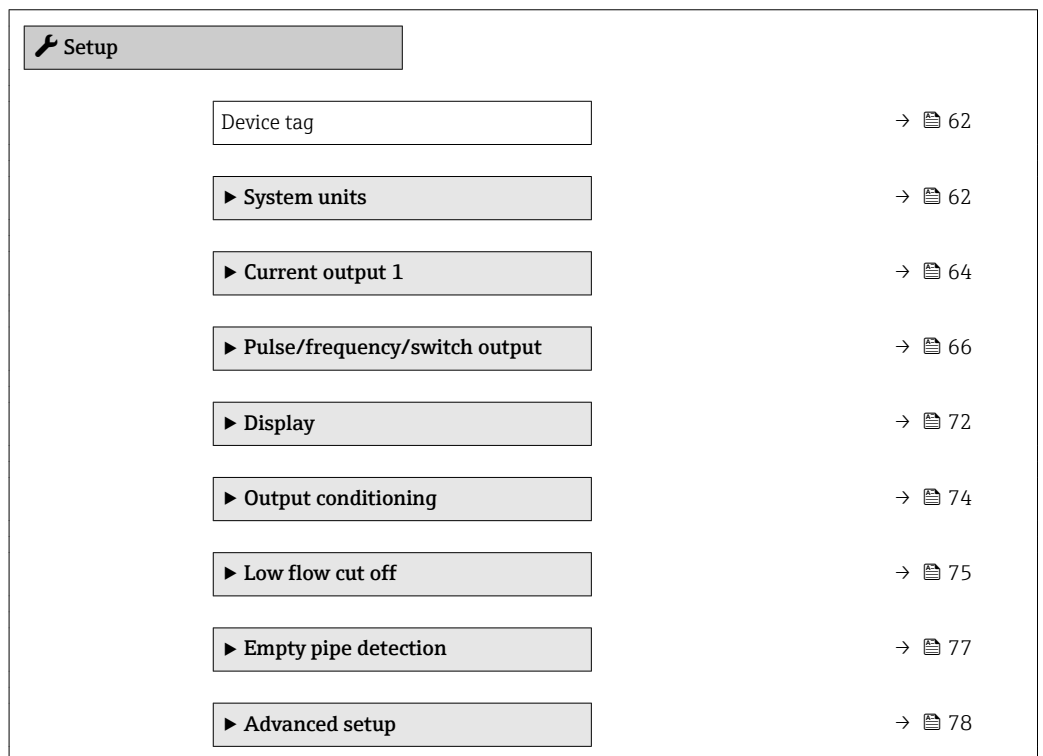 Setup
Device tag → 62
▶ System units → 62
▶ Current output 1 → 64
▶ Pulse/frequency/switch output → 66
▶ Display → 72
▶ Output conditioning → 74
▶ Low flow cut off → 75
▶ Empty pipe detection → 77
▶ Advanced setup → 78